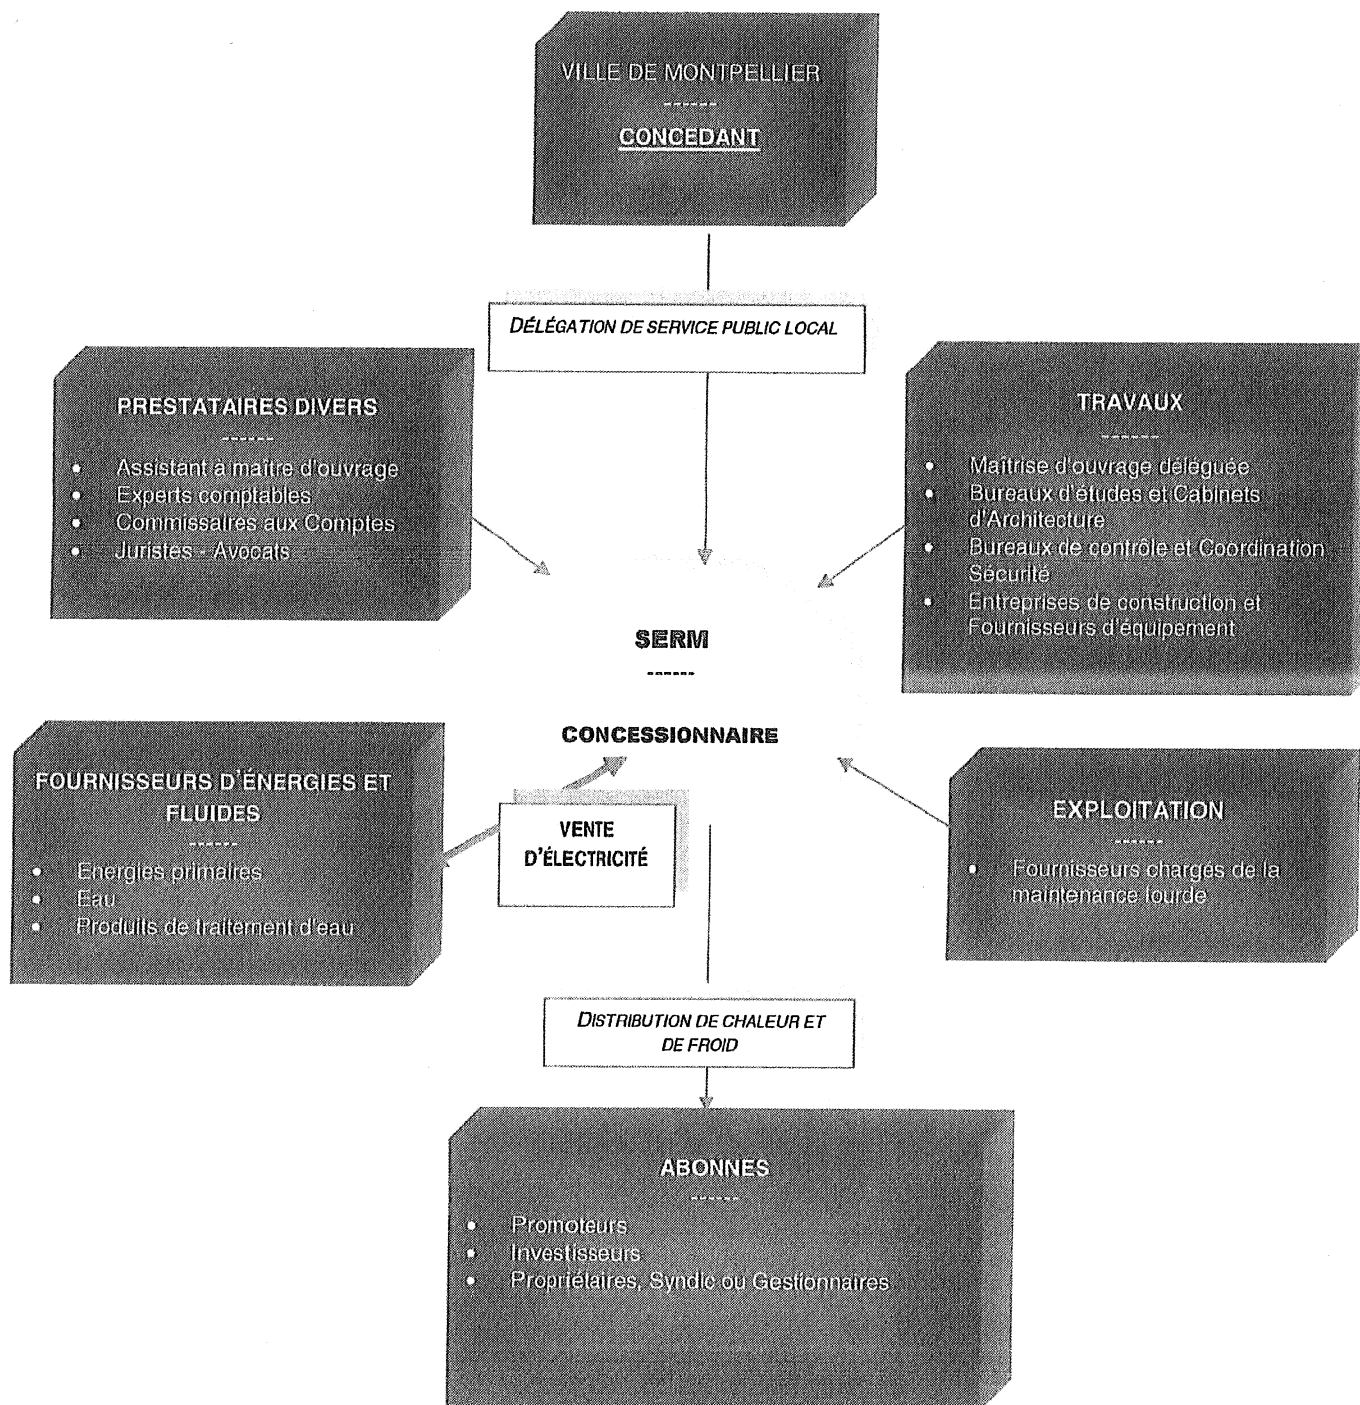 VILLE DE MONTPELLIER
------
CONCEDANT
DÉLÉGATION DE SERVICE PUBLIC LOCAL
PRESTATAIRES DIVERS
------
• Assistant à maître d'ouvrage
• Experts comptables
• Commissaires aux Comptes
• Juristes - Avocats
TRAVAUX
------
• Maîtrise d'ouvrage déléguée
• Bureaux d'études et Cabinets
d'Architecture
• Bureaux de contrôle et Coordination
Sécurité
• Entreprises de construction et
Fournisseurs d'équipement
SERM
------
CONCESSIONNAIRE
FOURNISSEURS D'ÉNERGIES ET
FLUIDES
------
• Energies primaires
• Eau
• Produits de traitement d'eau
VENTE
D'ÉLECTRICITÉ
EXPLOITATION
------
• Fournisseurs chargés de la
maintenance lourde
DISTRIBUTION DE CHALEUR ET
DE FROID
ABONNES
------
• Promoteurs
• Investisseurs
• Propriétaires, Syndic ou Gestionnaires